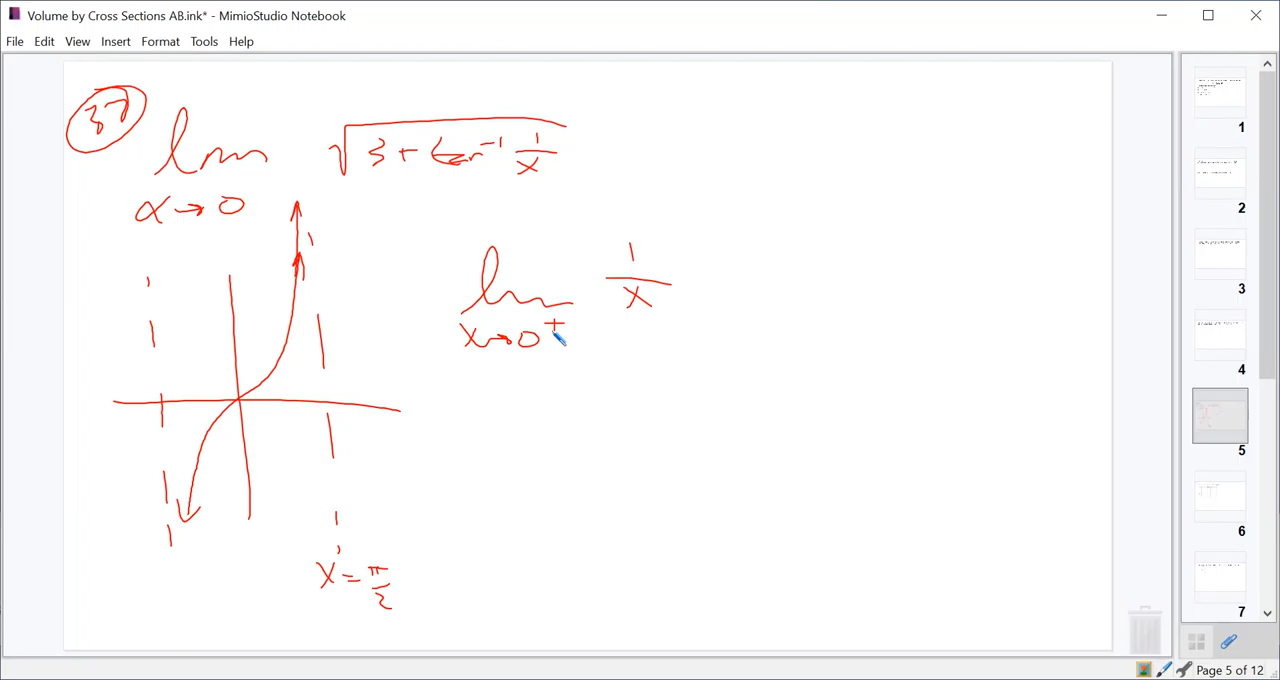 Volume by Cross Sections AB.ink* - MimioStudio Notebook
File Edit View Insert Format Tools Help
37
lim √(3 + tan⁻¹ 1/x)
x → 0
lim 1/x
x → 0⁺
x = π/2
1
2
3
4
5
6
7
Page 5 of 12